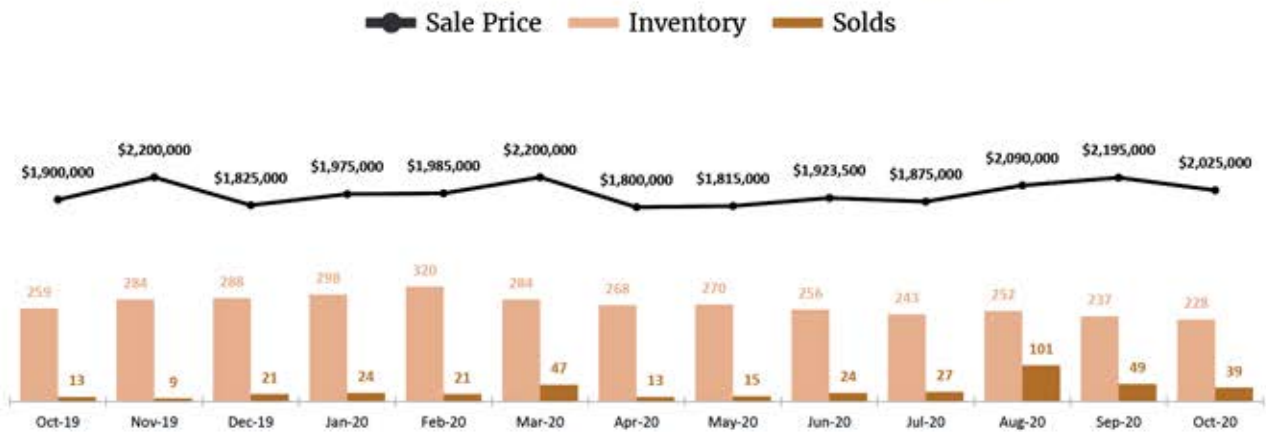 Sale Price Inventory Solds
$1,900,000 $2,200,000 $1,825,000 $1,975,000 $1,985,000 $2,200,000 $1,800,000 $1,815,000 $1,923,500 $1,875,000 $2,090,000 $2,195,000 $2,025,000
259 284 288 298 320 284 268 270 256 243 252 237 228
13 9 21 24 21 47 13 15 24 27 101 49 39
Oct-19 Nov-19 Dec-19 Jan-20 Feb-20 Mar-20 Apr-20 May-20 Jun-20 Jul-20 Aug-20 Sep-20 Oct-20